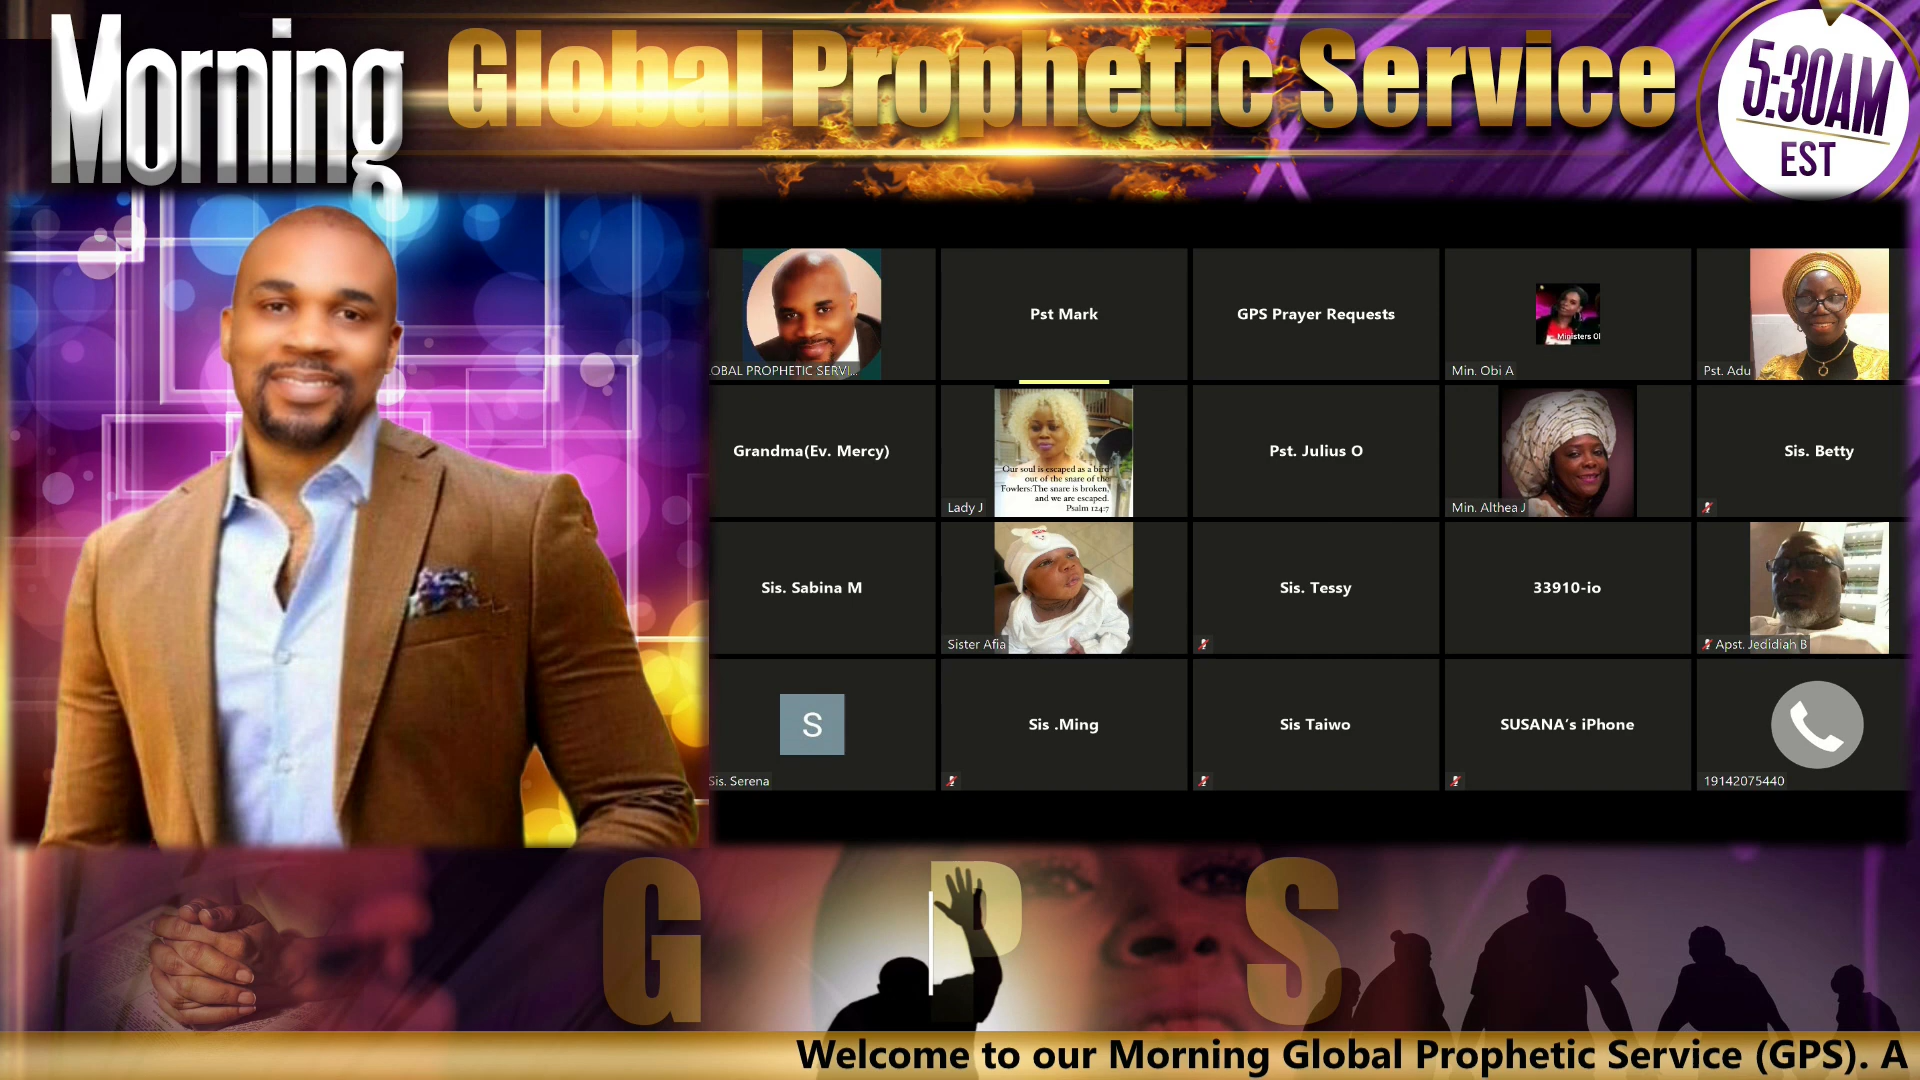 Morning
Global Prophetic Service
5:30AM
EST
OBAL PROPHETIC SERVI...
Pst Mark
GPS Prayer Requests
Ministers Ol
Min. Obi A
Pst. Adu
Grandma(Ev. Mercy)
Our soul is escaped as a bird
out of the snare of the
Fowlers:The snare is broken,
and we are escaped.
Psalm 124:7
Lady J
Pst. Julius O
Min. Althea J
Sis. Betty
Sis. Sabina M
Sister Afia
Sis. Tessy
33910-io
Apst. Jedidiah B
S
Sis. Serena
Sis .Ming
Sis Taiwo
SUSANA's iPhone
19142075440
G P S
Welcome to our Morning Global Prophetic Service (GPS). A